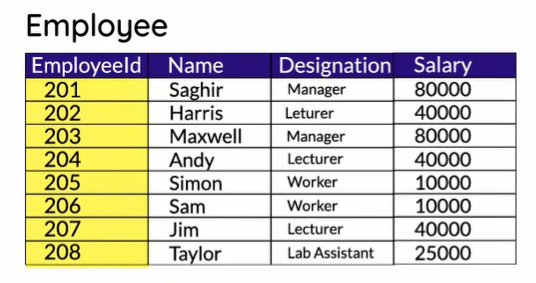 Employee
EmployeeId Name Designation Salary
201 Saghir Manager 80000
202 Harris Leturer 40000
203 Maxwell Manager 80000
204 Andy Lecturer 40000
205 Simon Worker 10000
206 Sam Worker 10000
207 Jim Lecturer 40000
208 Taylor Lab Assistant 25000